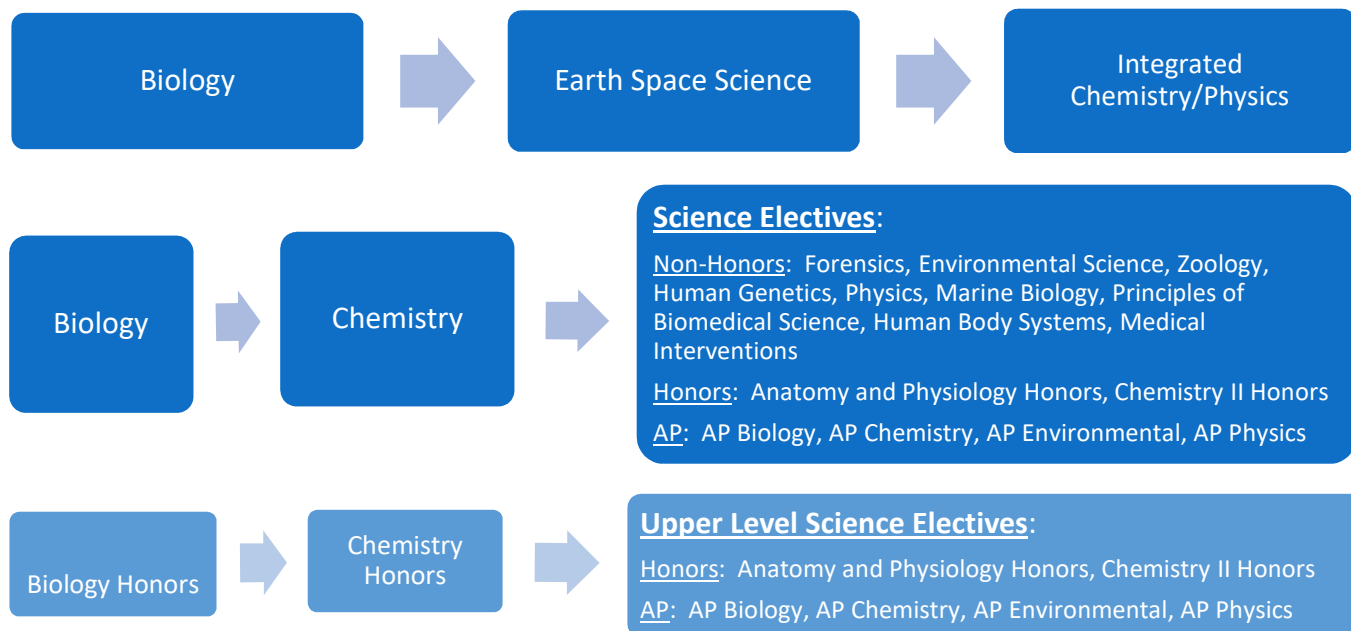 Biology
Earth Space Science
Integrated
Chemistry/Physics
Biology
Chemistry
Science Electives:
Non-Honors: Forensics, Environmental Science, Zoology,
Human Genetics, Physics, Marine Biology, Principles of
Biomedical Science, Human Body Systems, Medical
Interventions
Honors: Anatomy and Physiology Honors, Chemistry II Honors
AP: AP Biology, AP Chemistry, AP Environmental, AP Physics
Biology Honors
Chemistry
Honors
Upper Level Science Electives:
Honors: Anatomy and Physiology Honors, Chemistry II Honors
AP: AP Biology, AP Chemistry, AP Environmental, AP Physics